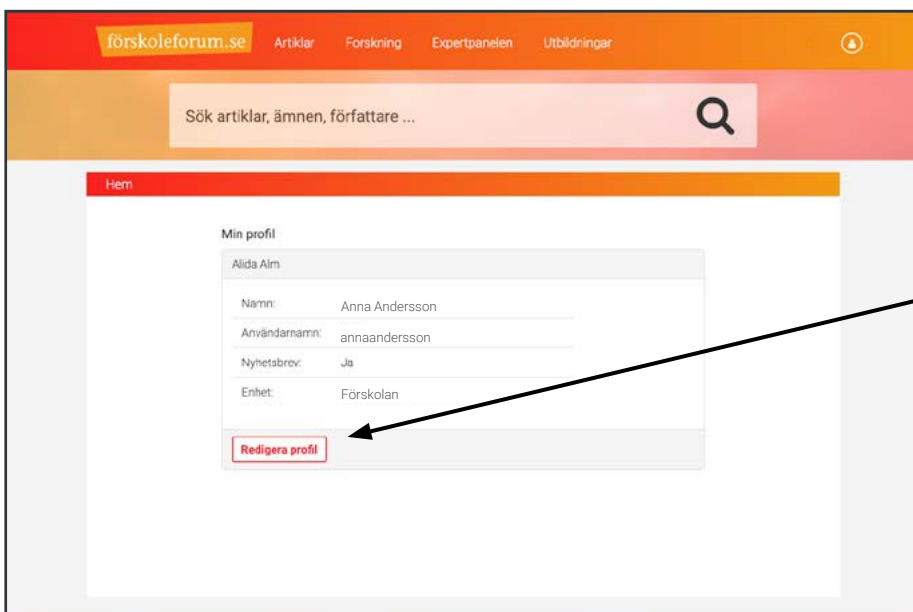 förskoleforum.se Artiklar Forskning Expertpanelen Utbildningar
Sök artiklar, ämnen, författare ...
Hem
Min profil
Alida Alm
Namn: Anna Andersson
Användarnamn: annaandersson
Nyhetsbrev: Ja
Enhet: Förskolan
Redigera profil